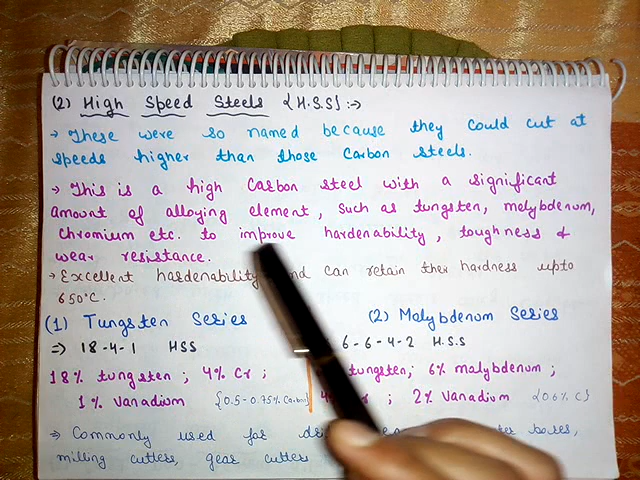 (2) High Speed Steels {H.S.S} :→
→ These were so named because they could cut at
speeds higher than those Carbon steels.
→ This is a high Carbon steel with a significant
amount of alloying element, such as tungsten, molybdenum,
chromium etc. to improve hardenability, toughness &
wear resistance.
→ Excellent hardenability and can retain ther hardness upto
650°C.
(1) Tungsten Series (2) Molybdenum Series
⇒ 18-4-1 HSS 6-6-4-2 H.S.S
18% tungsten ; 4% Cr ; tungsten; 6% molybdenum ;
1% Vanadium {0.5-0.75% Carbon} 4% Cr ; 2% Vanadium {0.6% C}
⇒ Commonly used for bores,
milling cutters, gear cutters